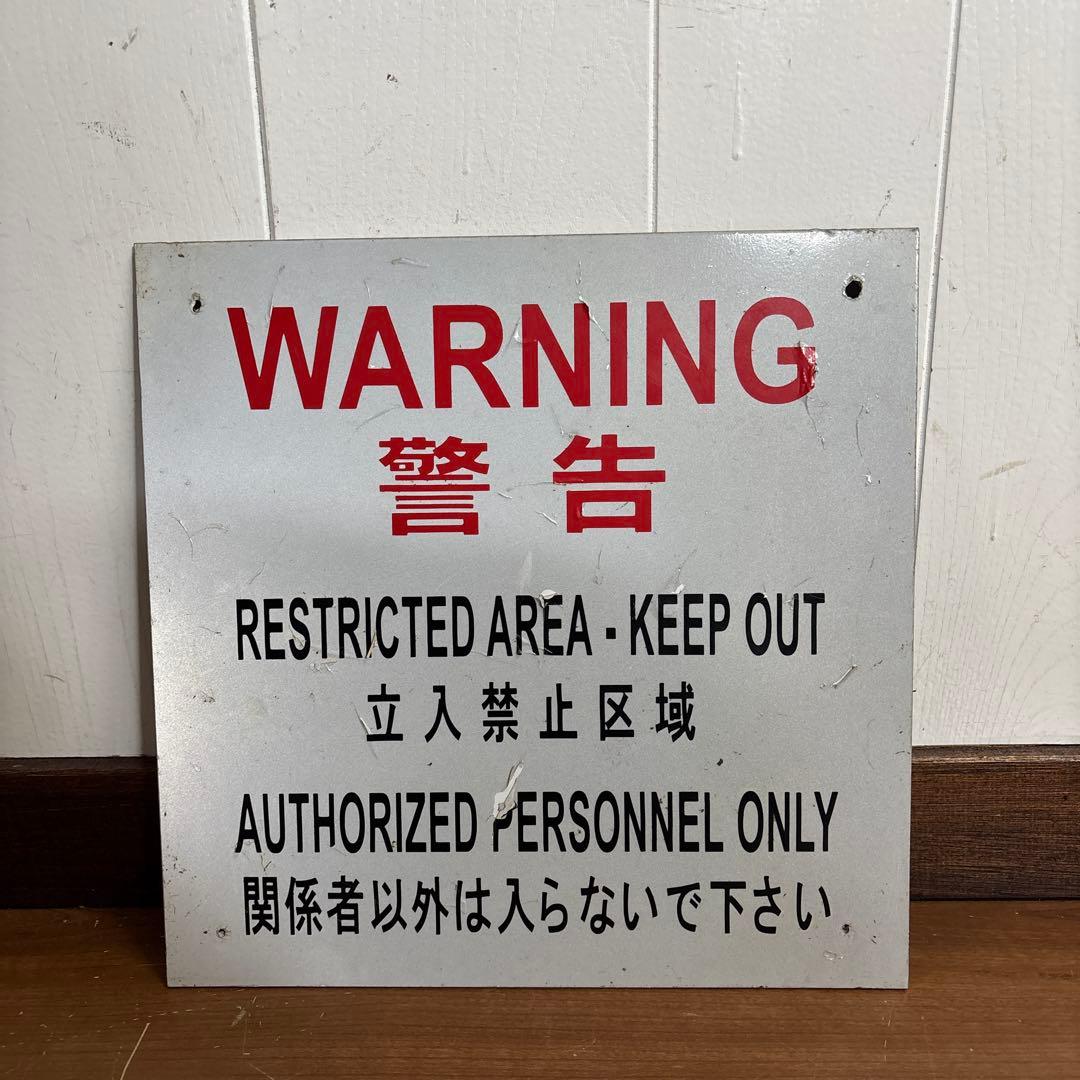 WARNING
警告
RESTRICTED AREA - KEEP OUT
立入禁止区域
AUTHORIZED PERSONNEL ONLY
関係者以外は入らないで下さい